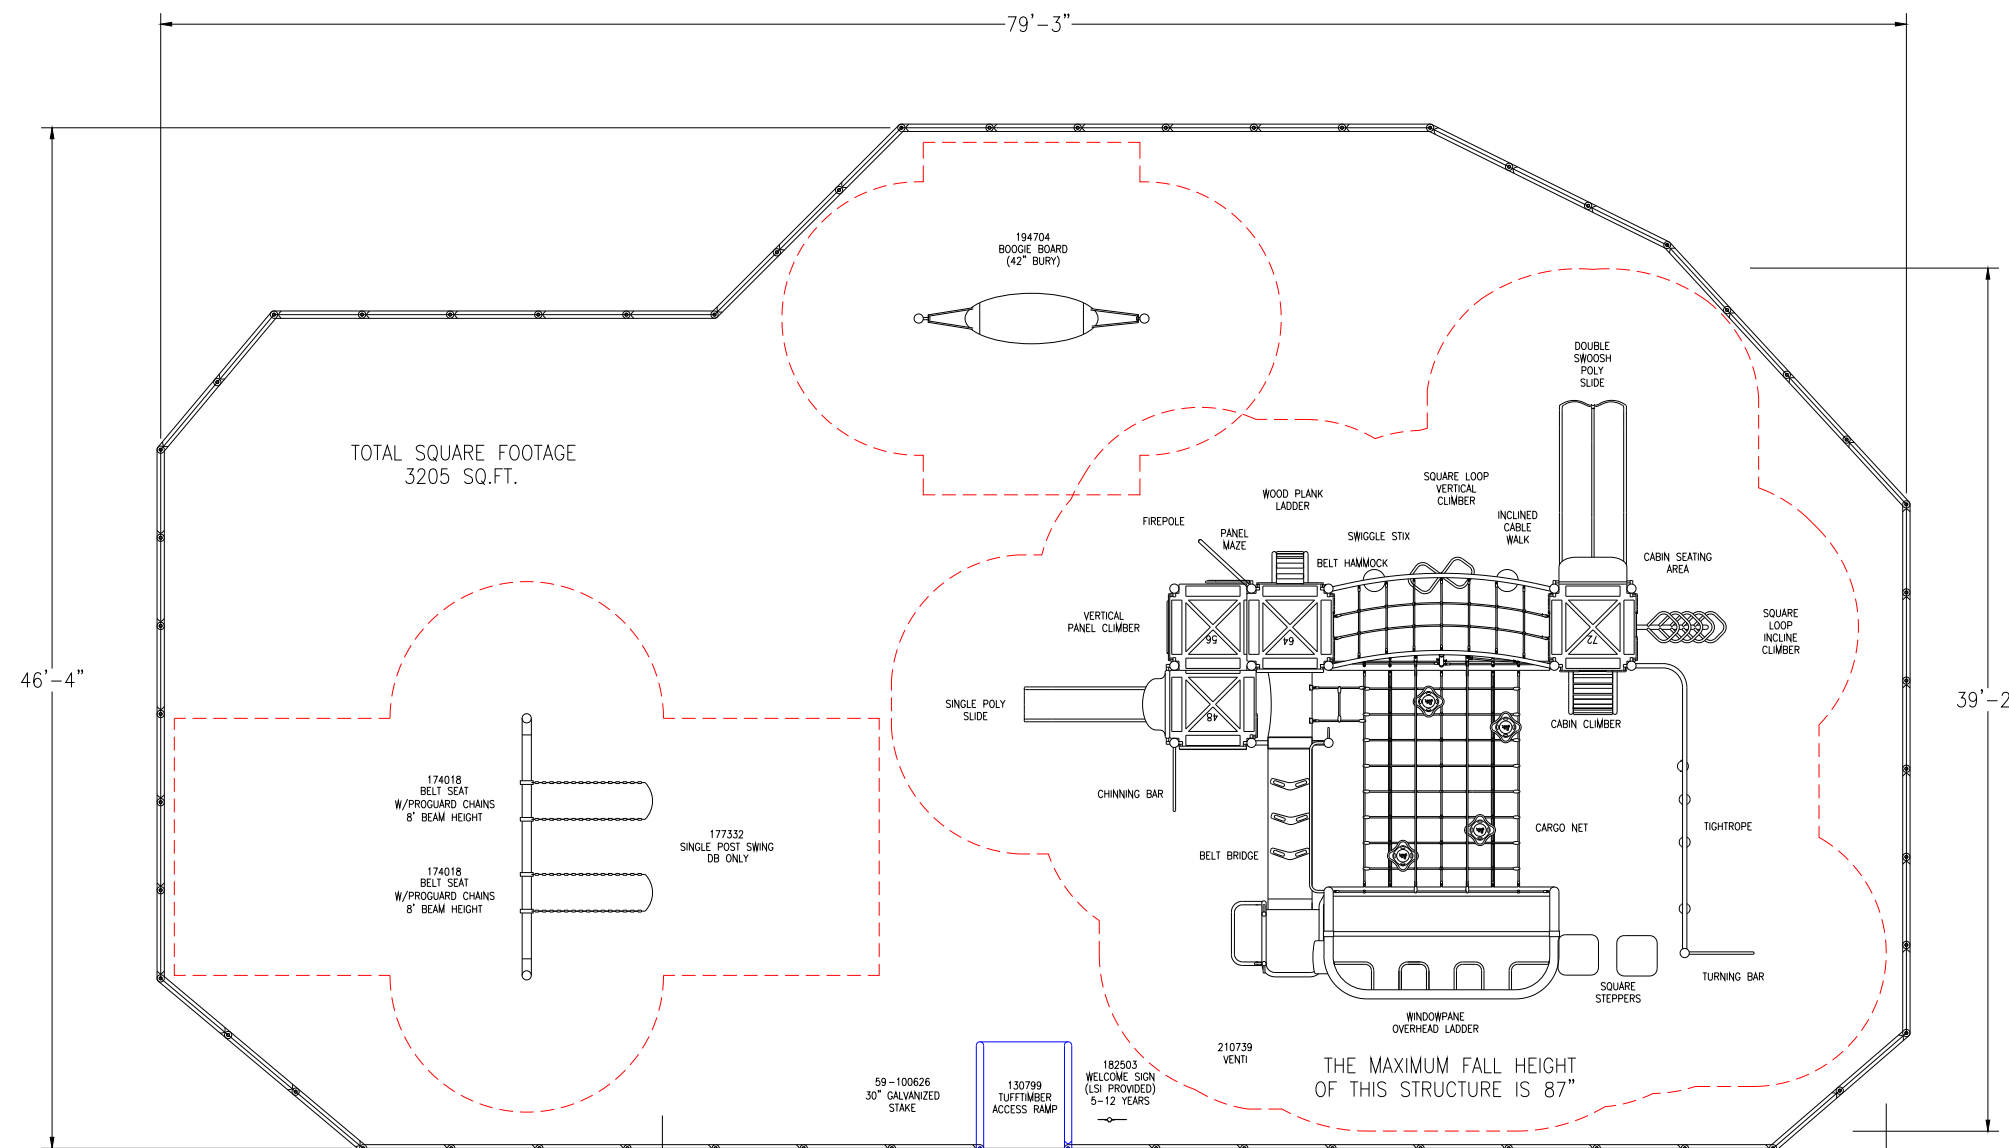 79'-3"
46'-4"
39'-2
194704
BOOGIE BOARD
(42" BURY)
DOUBLE
SWOOSH
POLY
SLIDE
TOTAL SQUARE FOOTAGE
3205 SQ.FT.
SQUARE LOOP
VERTICAL
CLIMBER
WOOD PLANK
LADDER
INCLINED
CABLE
WALK
FIREPOLE
PANEL
MAZE
SWIGGLE STIX
BELT HAMMOCK
CABIN SEATING
AREA
VERTICAL
PANEL CLIMBER
SQUARE
LOOP
INCLINE
CLIMBER
56
64
72
48
SINGLE POLY
SLIDE
CABIN CLIMBER
CHINNING BAR
174018
BELT SEAT
W/PROGUARD CHAINS
8' BEAM HEIGHT
177332
SINGLE POST SWING
DB ONLY
174018
BELT SEAT
W/PROGUARD CHAINS
8' BEAM HEIGHT
BELT BRIDGE
CARGO NET
TIGHTROPE
TURNING BAR
SQUARE
STEPPERS
WINDOWPANE
OVERHEAD LADDER
210739
VENTI
THE MAXIMUM FALL HEIGHT
OF THIS STRUCTURE IS 87"
59-100626
30" GALVANIZED
STAKE
130799
TUFFTIMBER
ACCESS RAMP
182503
WELCOME SIGN
(LSI PROVIDED)
5-12 YEARS